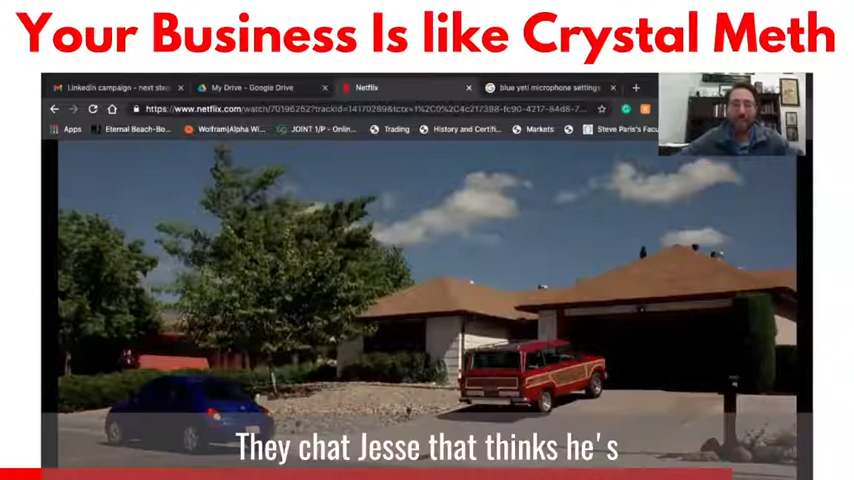 Your Business Is like Crystal Meth
Linkedin campaign - next step
My Drive - Google Drive
Netflix
blue yeti microphone settings
https://www.netflix.com/watch/70196252?trackId=14170289&tctx=1%2C0%2C4c217398-fc90-4217-84d8-7...
Apps
Eternal Beach-Bo...
Wolfram|Alpha Wi...
JOINT 1/P - Onlin...
Trading
History and Certifi...
Markets
Steve Paris's Facu
They chat Jesse that thinks he's